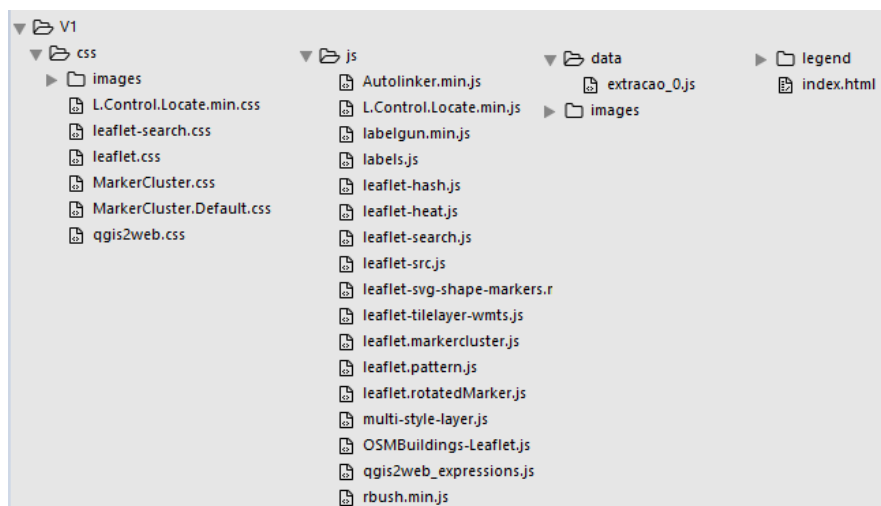 V1
css
images
L.Control.Locate.min.css
leaflet-search.css
leaflet.css
MarkerCluster.css
MarkerCluster.Default.css
qgis2web.css
js
Autolinker.min.js
L.Control.Locate.min.js
labelgun.min.js
labels.js
leaflet-hash.js
leaflet-heat.js
leaflet-search.js
leaflet-src.js
leaflet-svg-shape-markers.r
leaflet-tilelayer-wmts.js
leaflet.markercluster.js
leaflet.pattern.js
leaflet.rotatedMarker.js
multi-style-layer.js
OSMBuildings-Leaflet.js
qgis2web_expressions.js
rbush.min.js
data
extracao_0.js
images
legend
index.html